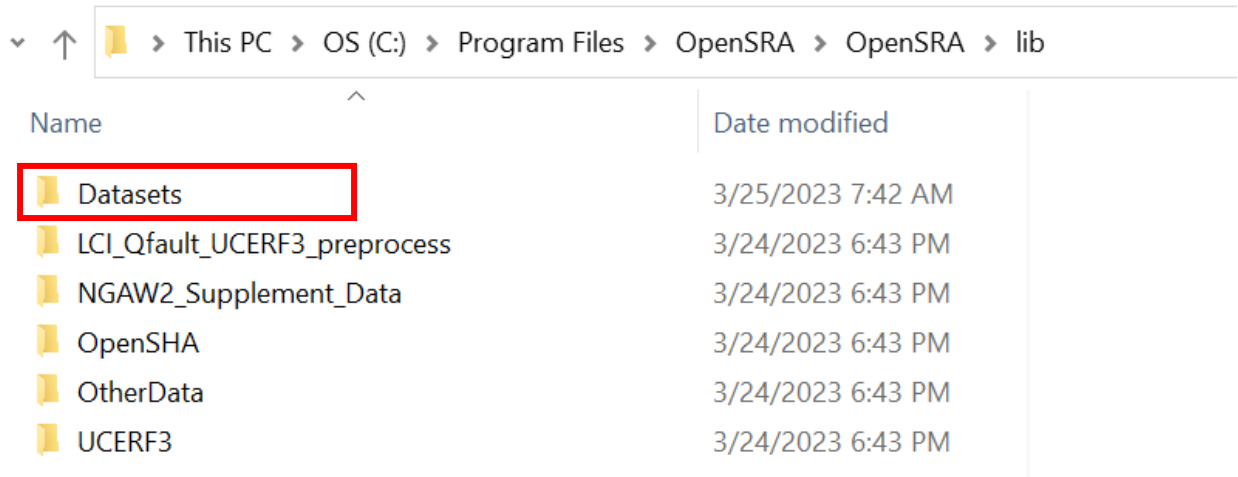 This PC > OS (C:) > Program Files > OpenSRA > OpenSRA > lib
Name Date modified
Datasets 3/25/2023 7:42 AM
LCI_Qfault_UCERF3_preprocess 3/24/2023 6:43 PM
NGAW2_Supplement_Data 3/24/2023 6:43 PM
OpenSHA 3/24/2023 6:43 PM
OtherData 3/24/2023 6:43 PM
UCERF3 3/24/2023 6:43 PM